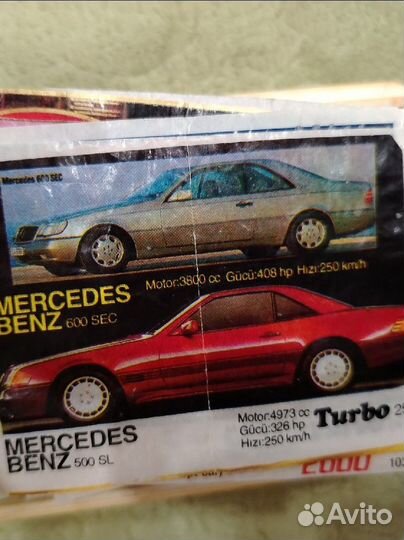 Mercedes 600 SEC
MERCEDES
BENZ 600 SEC
Motor:3800 cc Gücü:408 hp Hızı:250 km/h
MERCEDES
BENZ 500 SL
Motor:4973 cc
Gücü:326 hp
Hızı:250 km/h
Turbo
2000
Avito